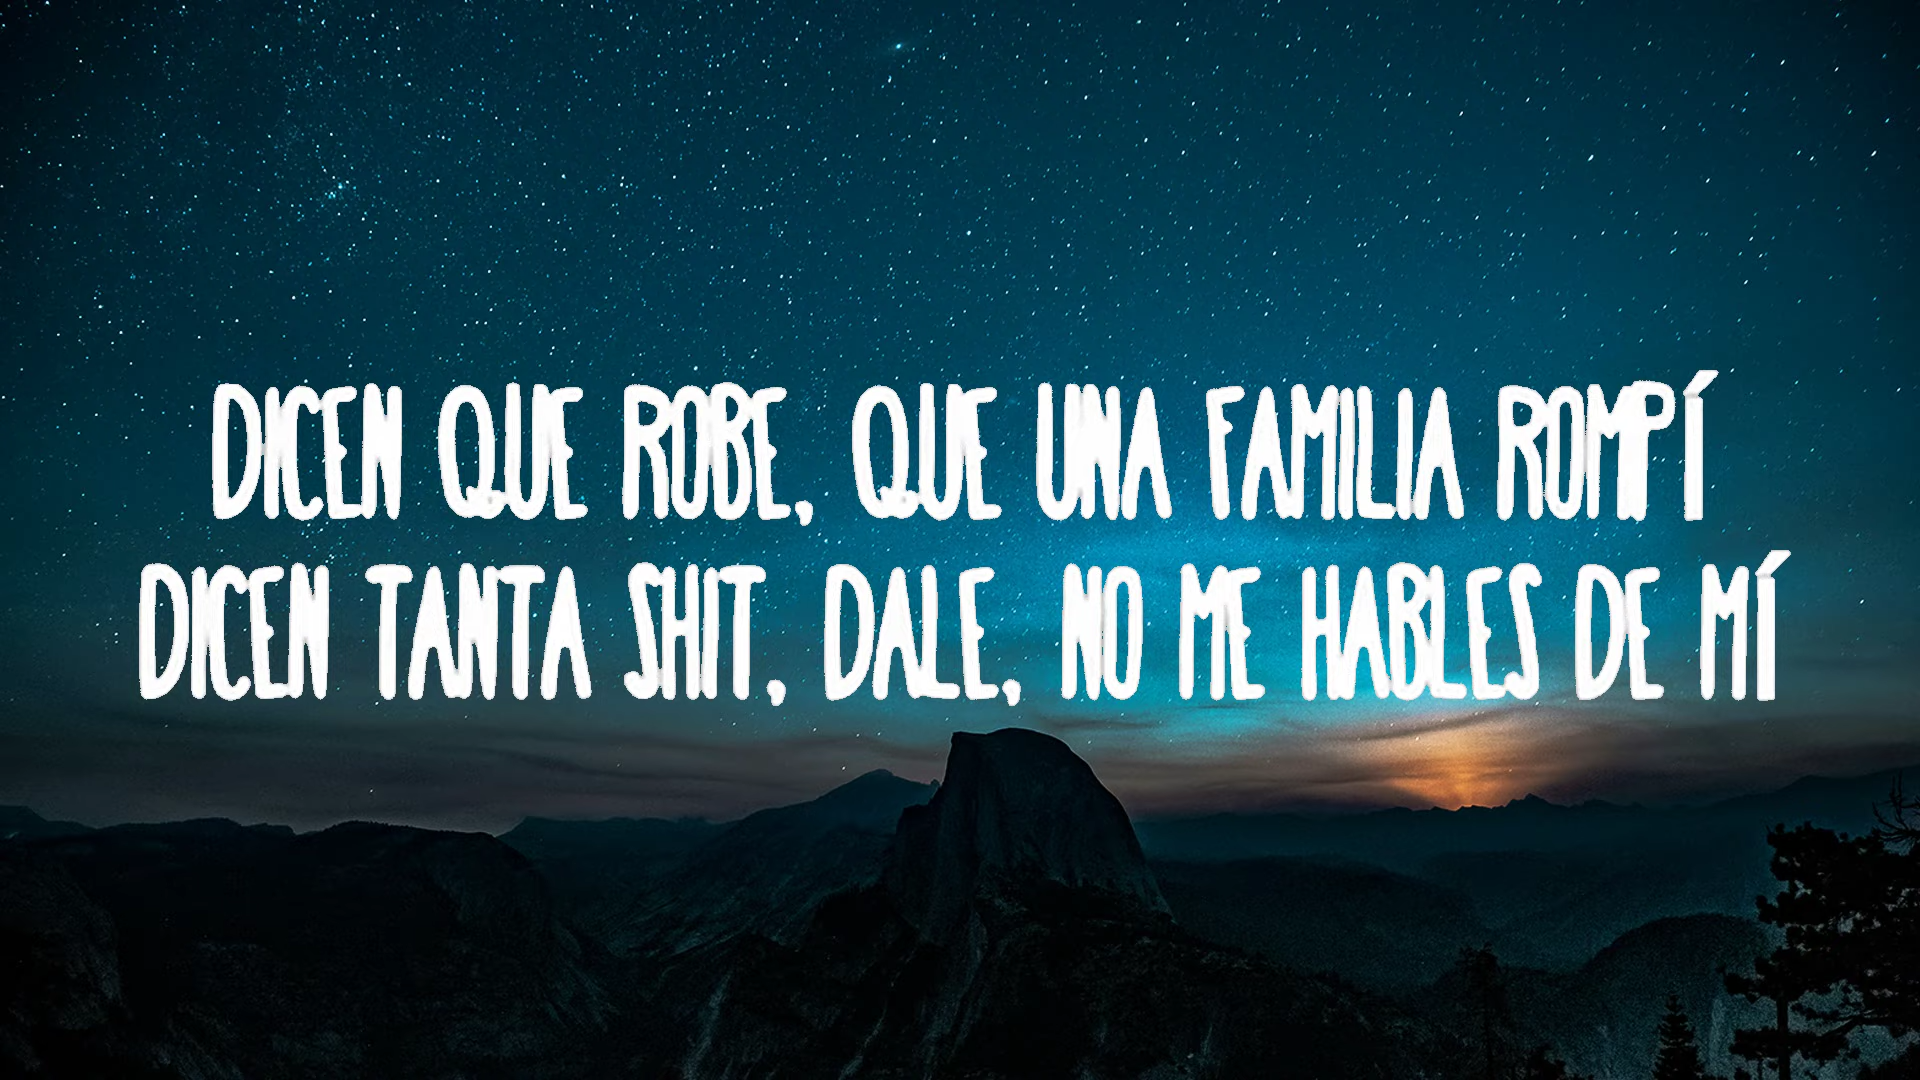 DICEN QUE ROBE, QUE UNA FAMILIA ROMPÍ
DICEN TANTA SHIT, DALE, NO ME HABLES DE MÍ